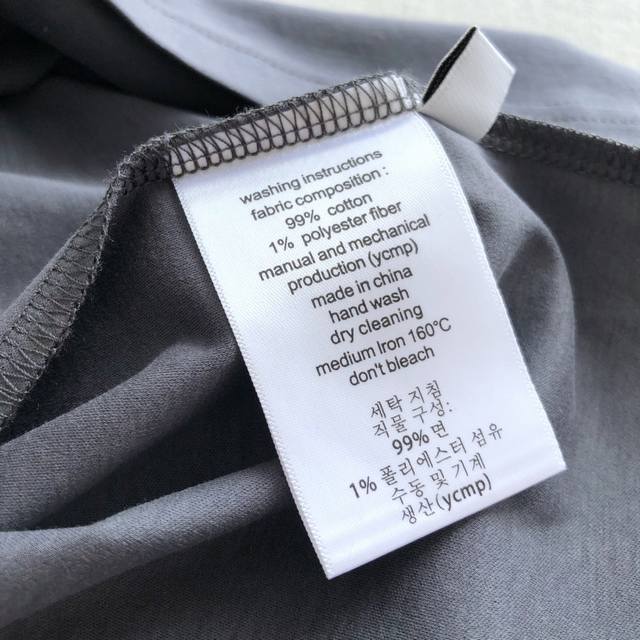 washing instructions
fabric composition :
99% cotton
1% polyester fiber
manual and mechanical
production (ycmp)
made in china
hand wash
dry cleaning
medium Iron 160°C
don't bleach
세탁 지침
직물 구성:
99% 면
1% 폴리에스터 섬유
수동 및 기계
생산(ycmp)